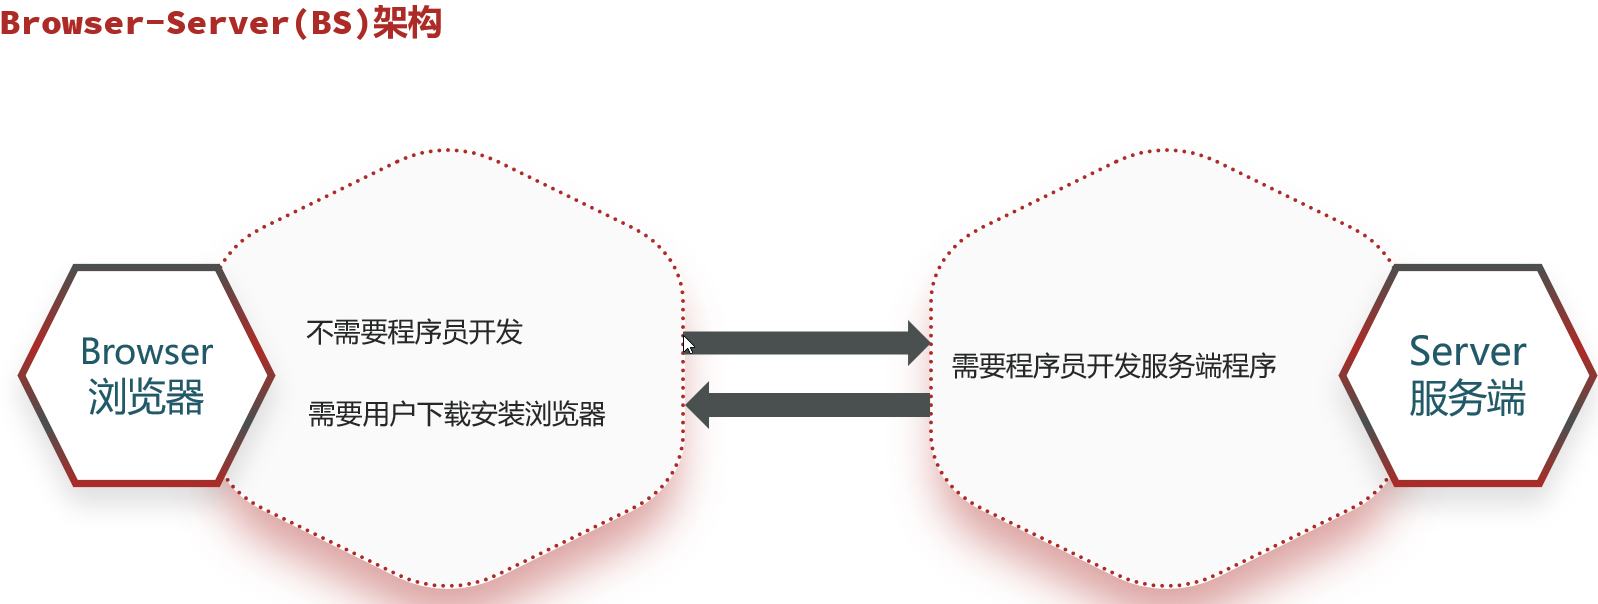 Browser-Server(BS)架构
Browser
浏览器
不需要程序员开发
需要用户下载安装浏览器
需要程序员开发服务端程序
Server
服务端